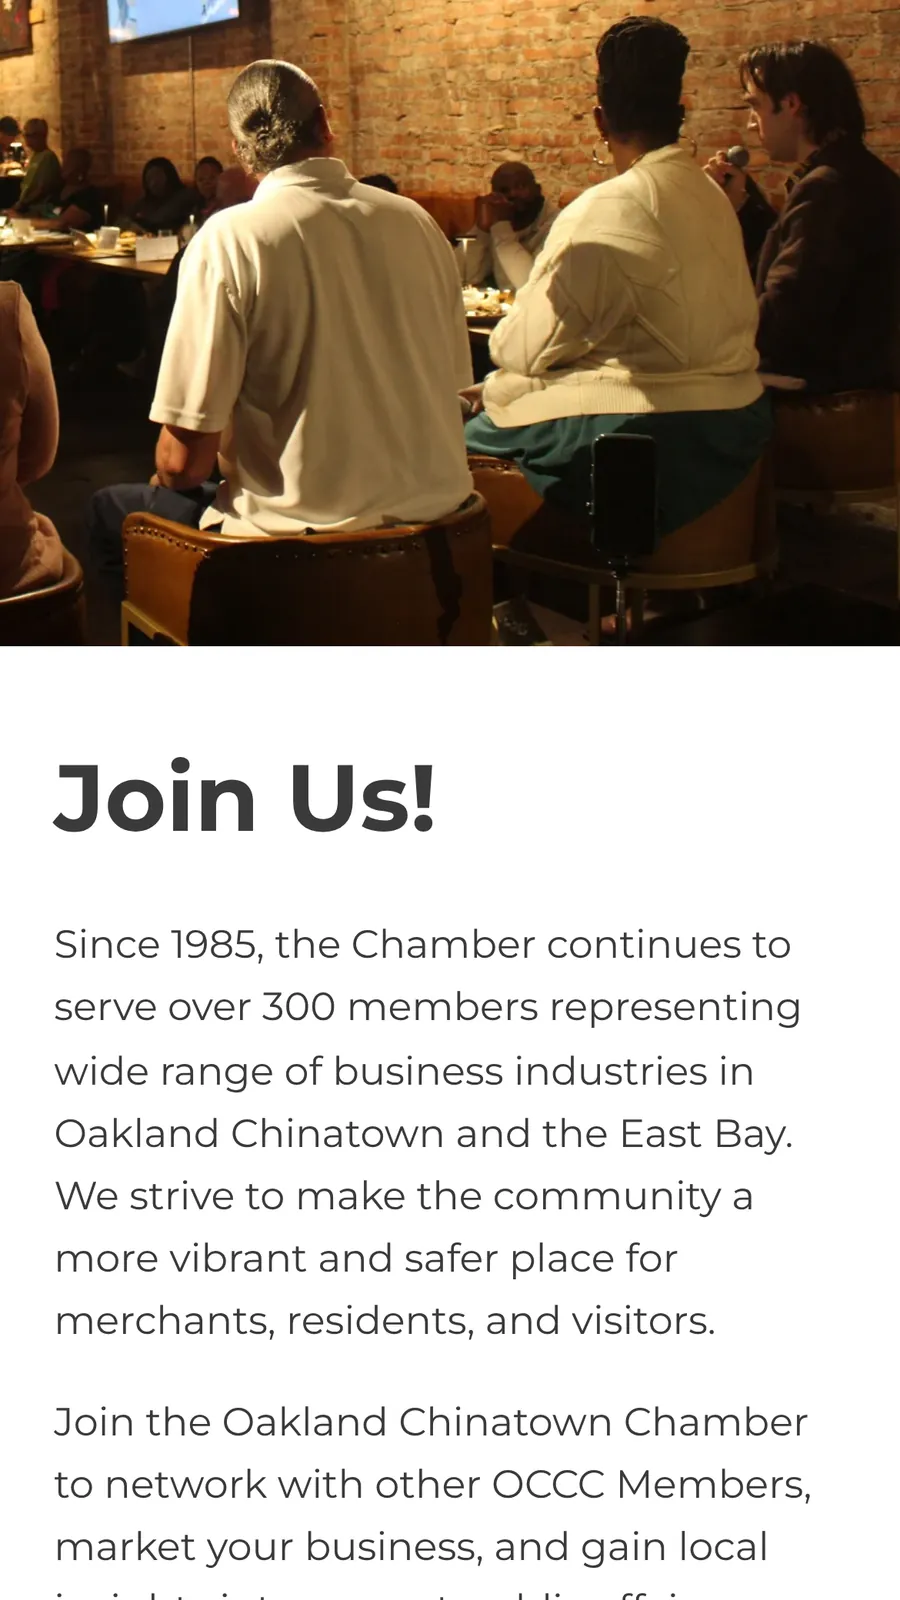 Join Us!
Since 1985, the Chamber continues to
serve over 300 members representing
wide range of business industries in
Oakland Chinatown and the East Bay.
We strive to make the community a
more vibrant and safer place for
merchants, residents, and visitors.
Join the Oakland Chinatown Chamber
to network with other OCCC Members,
market your business, and gain local